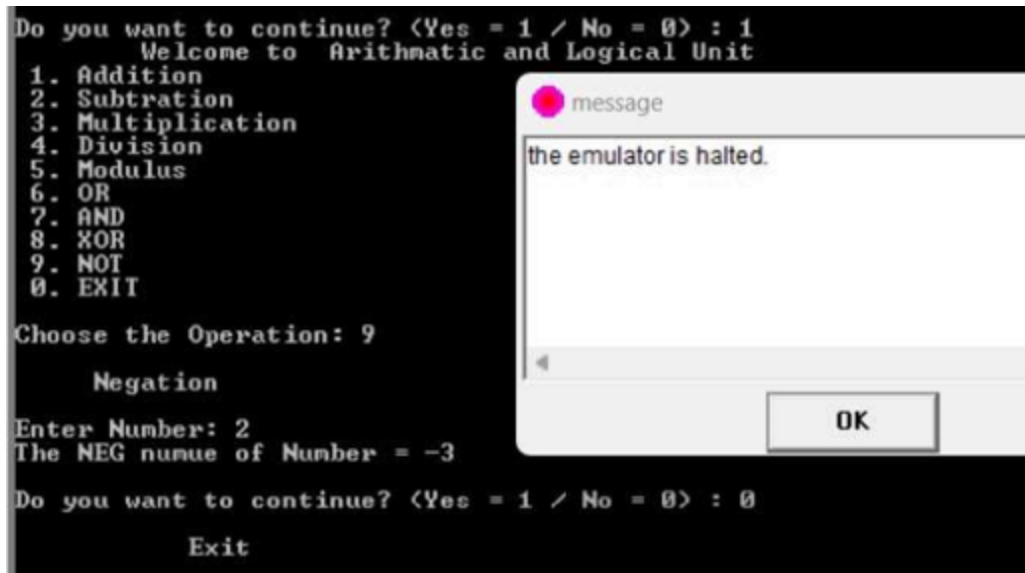 Do you want to continue? (Yes = 1 / No = 0) : 1
Welcome to Arithmatic and Logical Unit
1. Addition
2. Subtration
3. Multiplication
4. Division
5. Modulus
6. OR
7. AND
8. XOR
9. NOT
0. EXIT
Choose the Operation: 9
Negation
Enter Number: 2
The NEG numue of Number = -3
Do you want to continue? (Yes = 1 / No = 0) : 0
Exit
message
the emulator is halted.
OK